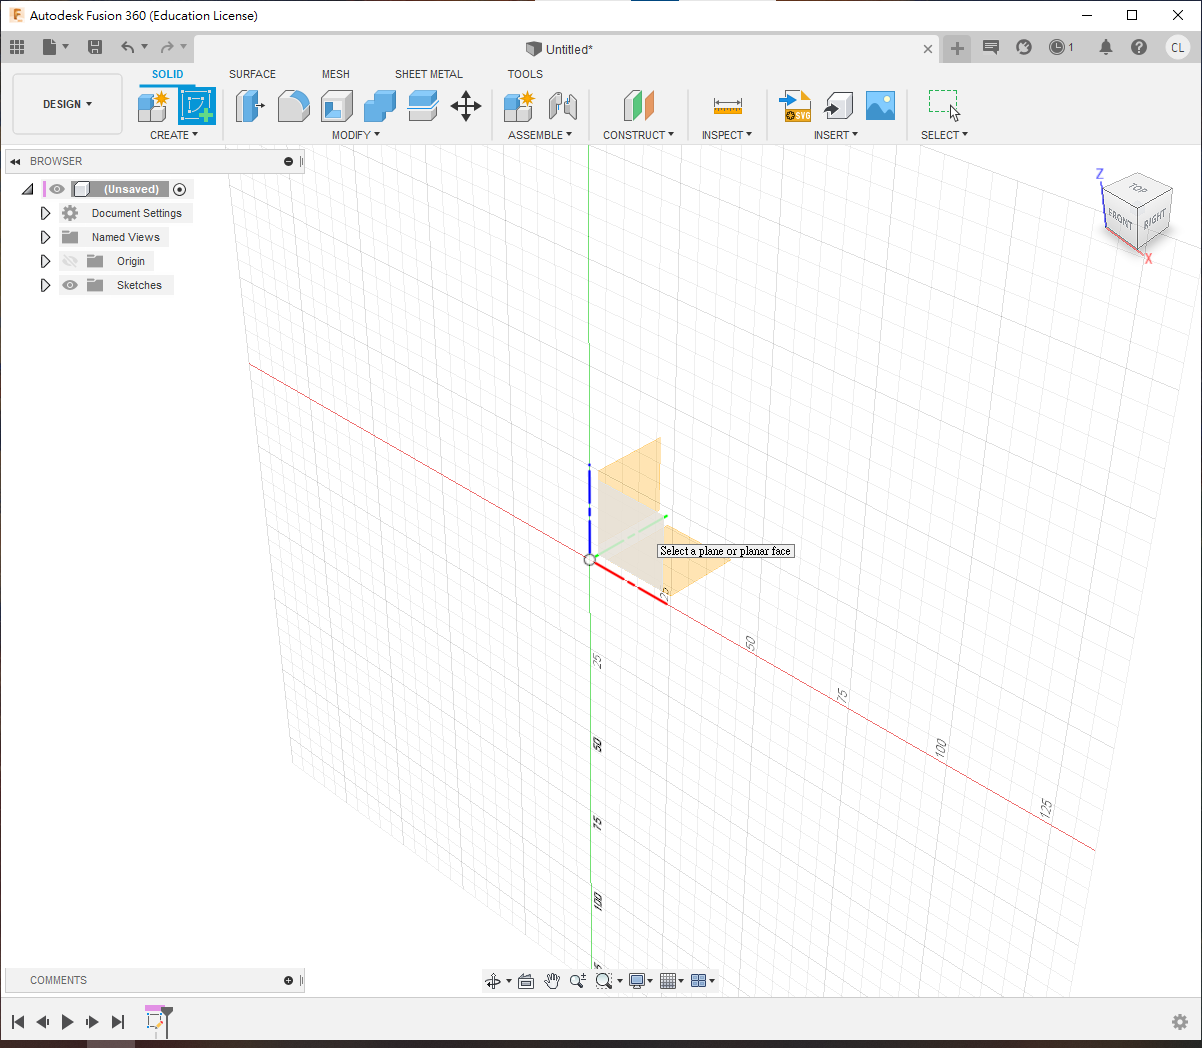 Autodesk Fusion 360 (Education License)
Untitled*
1
CL
DESIGN
SOLID
SURFACE
MESH
SHEET METAL
TOOLS
CREATE
MODIFY
ASSEMBLE
CONSTRUCT
INSPECT
SVG
INSERT
SELECT
BROWSER
(Unsaved)
Document Settings
Named Views
Origin
Sketches
Z
TOP
FRONT
RIGHT
X
Select a plane or planar face
50
75
100
125
25
50
75
100
COMMENTS